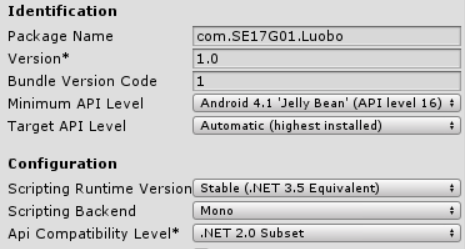 Identification
Package Name com.SE17G01.Luobo
Version* 1.0
Bundle Version Code 1
Minimum API Level Android 4.1 'Jelly Bean' (API level 16)
Target API Level Automatic (highest installed)
Configuration
Scripting Runtime Version Stable (.NET 3.5 Equivalent)
Scripting Backend Mono
Api Compatibility Level* .NET 2.0 Subset